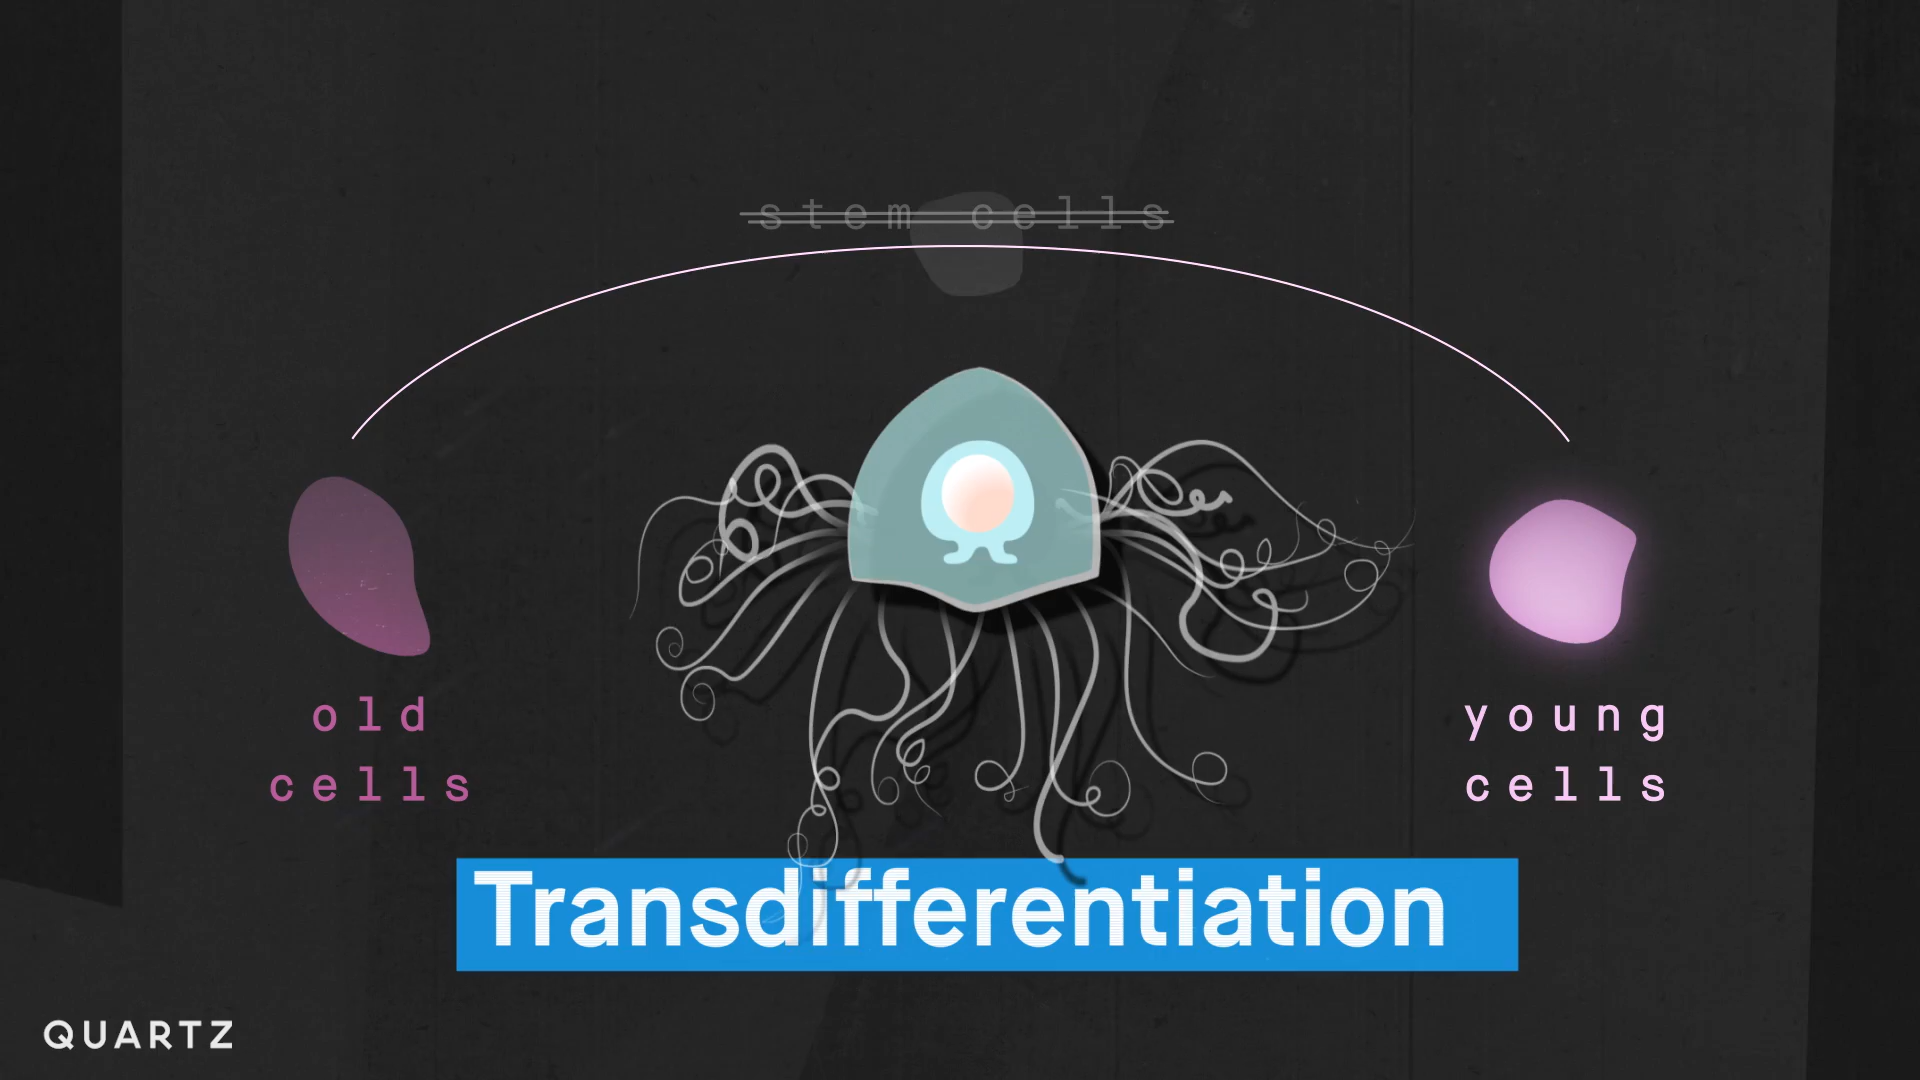 stem cells
old
cells
young
cells
Transdifferentiation
QUARTZ